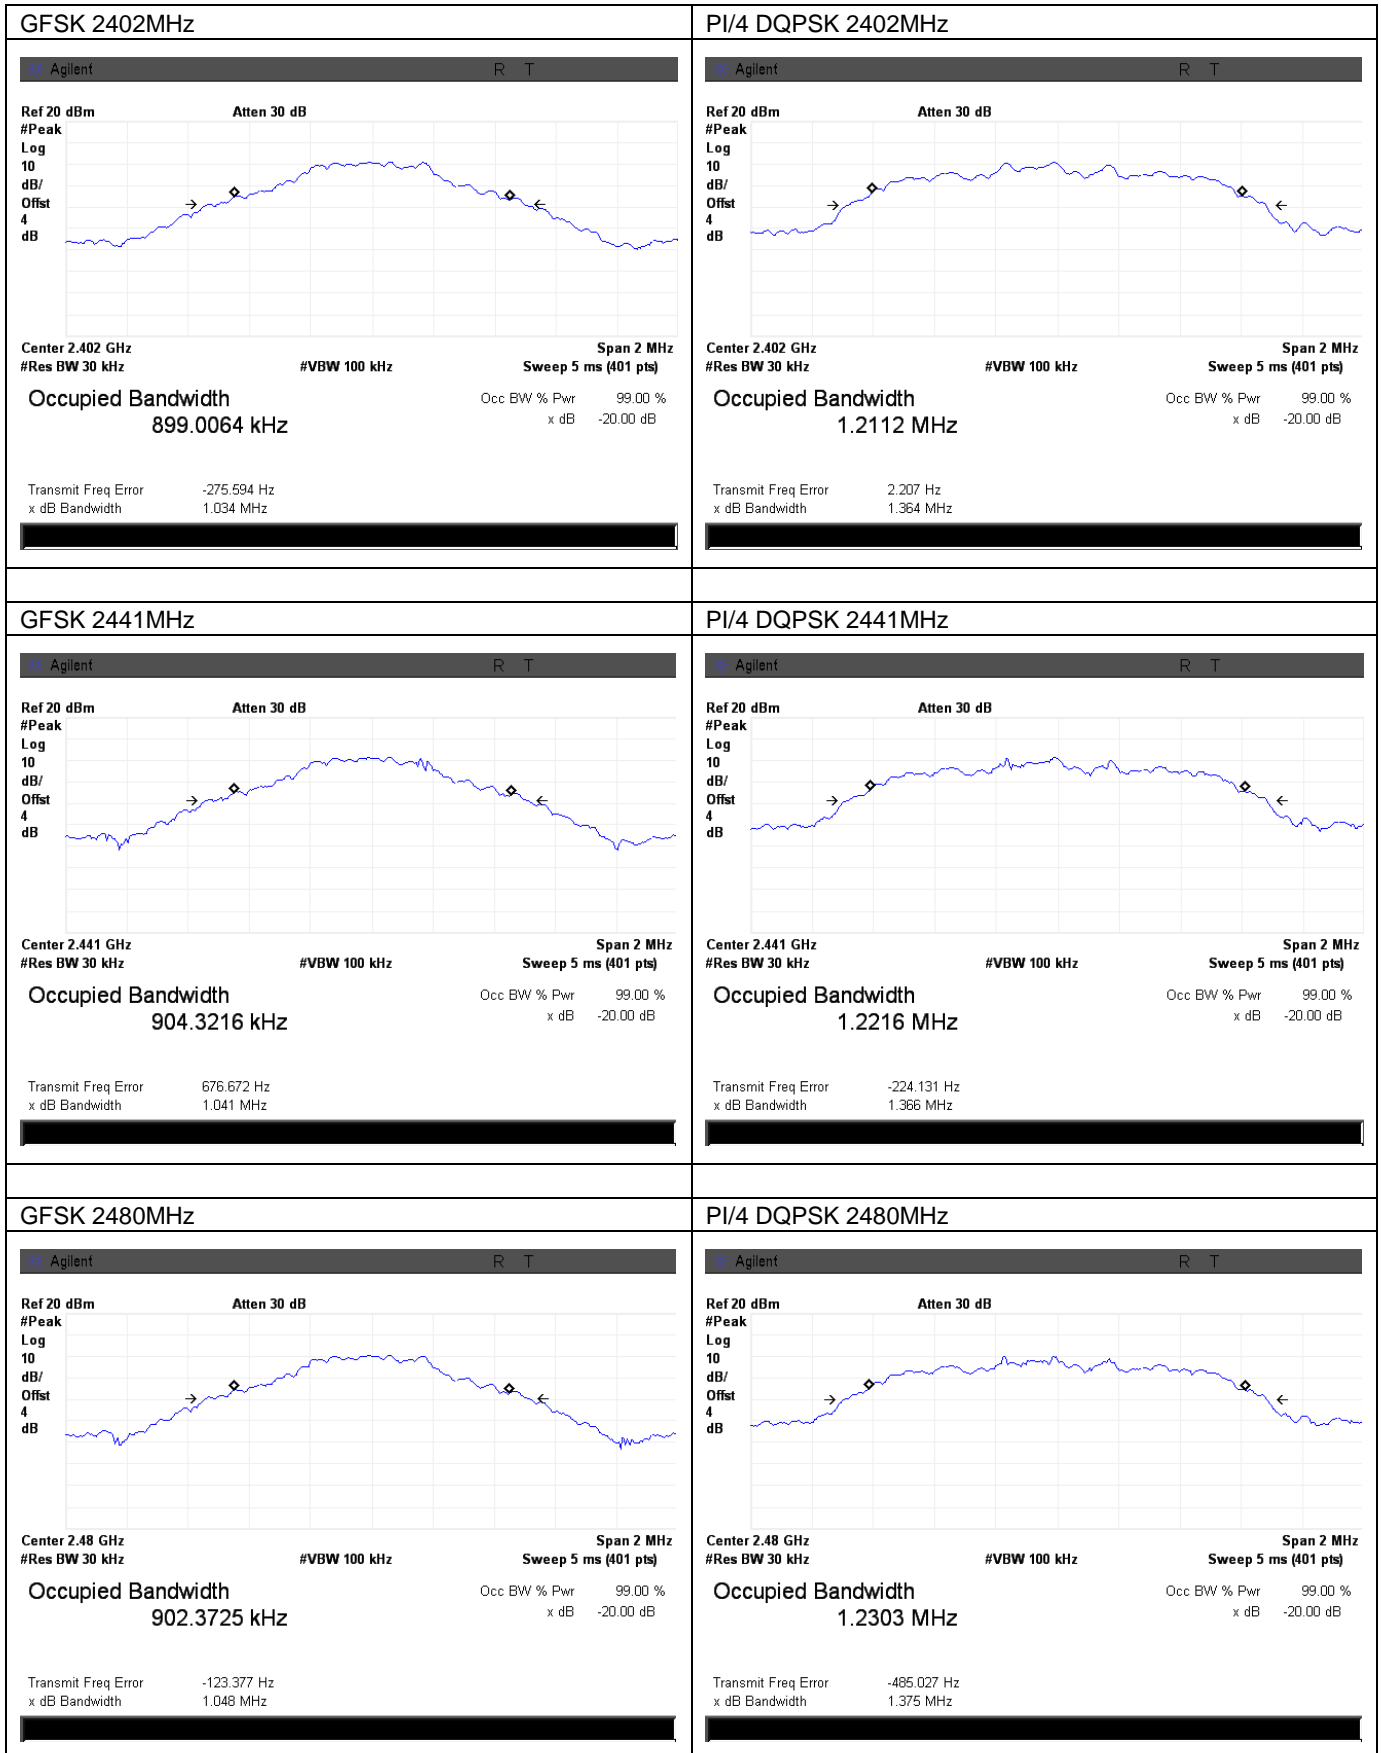 GFSK 2402MHz
Agilent R T
Ref 20 dBm Atten 30 dB
#Peak
Log
10
dB/
Offst
4
dB
Center 2.402 GHz Span 2 MHz
#Res BW 30 kHz #VBW 100 kHz Sweep 5 ms (401 pts)
Occupied Bandwidth Occ BW % Pwr 99.00 %
899.0064 kHz x dB -20.00 dB
Transmit Freq Error -275.594 Hz
x dB Bandwidth 1.034 MHz
PI/4 DQPSK 2402MHz
Agilent R T
Ref 20 dBm Atten 30 dB
#Peak
Log
10
dB/
Offst
4
dB
Center 2.402 GHz Span 2 MHz
#Res BW 30 kHz #VBW 100 kHz Sweep 5 ms (401 pts)
Occupied Bandwidth Occ BW % Pwr 99.00 %
1.2112 MHz x dB -20.00 dB
Transmit Freq Error 2.207 Hz
x dB Bandwidth 1.364 MHz
GFSK 2441MHz
Agilent R T
Ref 20 dBm Atten 30 dB
#Peak
Log
10
dB/
Offst
4
dB
Center 2.441 GHz Span 2 MHz
#Res BW 30 kHz #VBW 100 kHz Sweep 5 ms (401 pts)
Occupied Bandwidth Occ BW % Pwr 99.00 %
904.3216 kHz x dB -20.00 dB
Transmit Freq Error 676.672 Hz
x dB Bandwidth 1.041 MHz
PI/4 DQPSK 2441MHz
Agilent R T
Ref 20 dBm Atten 30 dB
#Peak
Log
10
dB/
Offst
4
dB
Center 2.441 GHz Span 2 MHz
#Res BW 30 kHz #VBW 100 kHz Sweep 5 ms (401 pts)
Occupied Bandwidth Occ BW % Pwr 99.00 %
1.2216 MHz x dB -20.00 dB
Transmit Freq Error -224.131 Hz
x dB Bandwidth 1.366 MHz
GFSK 2480MHz
Agilent R T
Ref 20 dBm Atten 30 dB
#Peak
Log
10
dB/
Offst
4
dB
Center 2.48 GHz Span 2 MHz
#Res BW 30 kHz #VBW 100 kHz Sweep 5 ms (401 pts)
Occupied Bandwidth Occ BW % Pwr 99.00 %
902.3725 kHz x dB -20.00 dB
Transmit Freq Error -123.377 Hz
x dB Bandwidth 1.048 MHz
PI/4 DQPSK 2480MHz
Agilent R T
Ref 20 dBm Atten 30 dB
#Peak
Log
10
dB/
Offst
4
dB
Center 2.48 GHz Span 2 MHz
#Res BW 30 kHz #VBW 100 kHz Sweep 5 ms (401 pts)
Occupied Bandwidth Occ BW % Pwr 99.00 %
1.2303 MHz x dB -20.00 dB
Transmit Freq Error -485.027 Hz
x dB Bandwidth 1.375 MHz